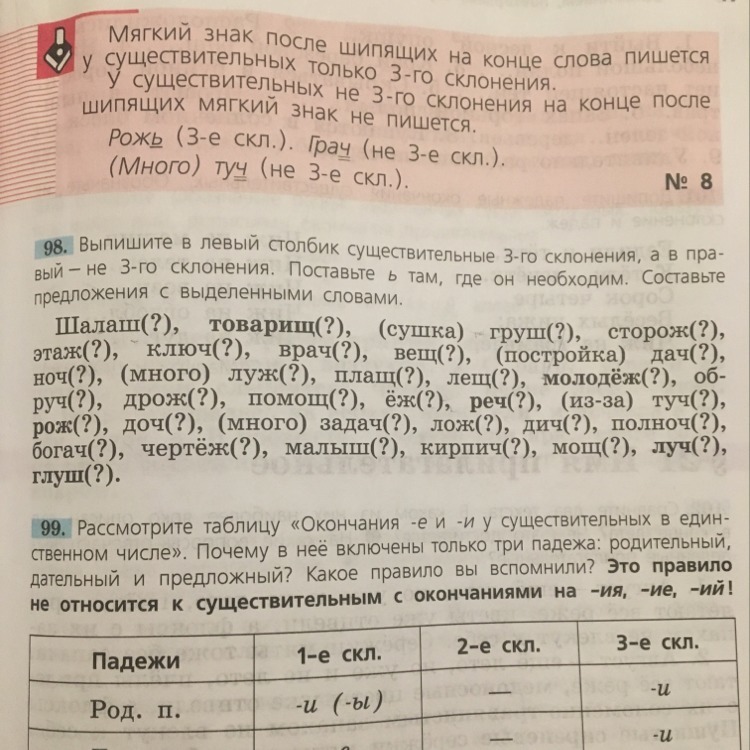 Мягкий знак после шипящих на конце слова пишется
у существительных только 3-го склонения.
У существительных не 3-го склонения на конце после
шипящих мягкий знак не пишется.
Рожь (3-е скл.). Грач (не 3-е скл.).
(Много) туч (не 3-е скл.).
№ 8
98. Выпишите в левый столбик существительные 3-го склонения, а в пра-
вый — не 3-го склонения. Поставьте ь там, где он необходим. Составьте
предложения с выделенными словами.
Шалаш(?), товарищ(?), (сушка) груш(?), сторож(?),
этаж(?), ключ(?), врач(?), вещ(?), (постройка) дач(?),
ноч(?), (много) луж(?), плащ(?), лещ(?), молодёж(?), об-
руч(?), дрож(?), помощ(?), ёж(?), реч(?), (из-за) туч(?),
рож(?), доч(?), (много) задач(?), лож(?), дич(?), полноч(?),
богач(?), чертёж(?), малыш(?), кирпич(?), мощ(?), луч(?),
глуш(?).
99. Рассмотрите таблицу «Окончания -е и -и у существительных в един-
ственном числе». Почему в неё включены только три падежа: родительный,
дательный и предложный? Какое правило вы вспомнили? Это правило
не относится к существительным с окончаниями на -ия, -ие, -ий!
Падежи 1-е скл. 2-е скл. 3-е скл.
Род. п. -и (-ы) -и
-и